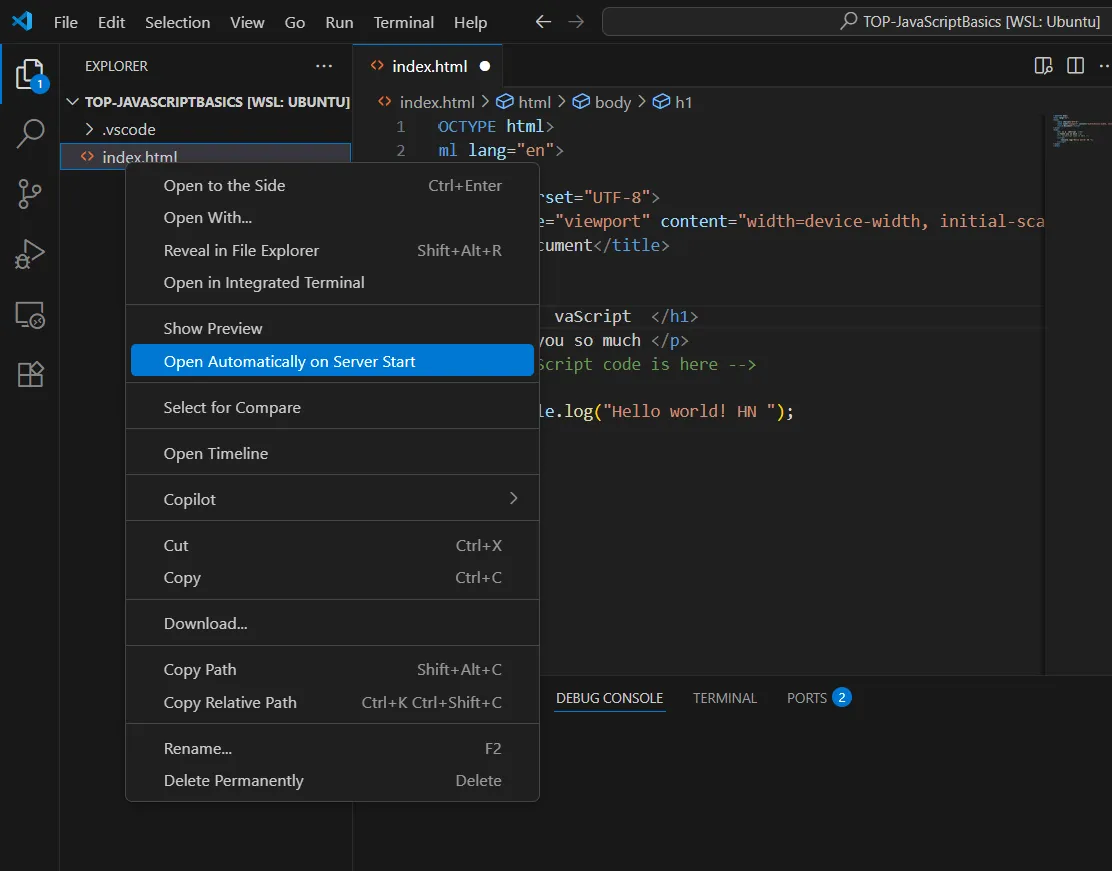 File Edit Selection View Go Run Terminal Help
TOP-JavaScriptBasics [WSL: Ubuntu]
EXPLORER
1
TOP-JAVASCRIPTBASICS [WSL: UBUNTU]
.vscode
index.html
index.html
index.html > html > body > h1
1 OCTYPE html>
2 ml lang="en">
rset="UTF-8">
e="viewport" content="width=device-width, initial-sca
cument</title>
vaScript </h1>
you so much </p>
script code is here -->
le.log("Hello world! HN ");
Open to the Side Ctrl+Enter
Open With...
Reveal in File Explorer Shift+Alt+R
Open in Integrated Terminal
Show Preview
Open Automatically on Server Start
Select for Compare
Open Timeline
Copilot
Cut Ctrl+X
Copy Ctrl+C
Download...
Copy Path Shift+Alt+C
Copy Relative Path Ctrl+K Ctrl+Shift+C
Rename... F2
Delete Permanently Delete
DEBUG CONSOLE TERMINAL PORTS 2